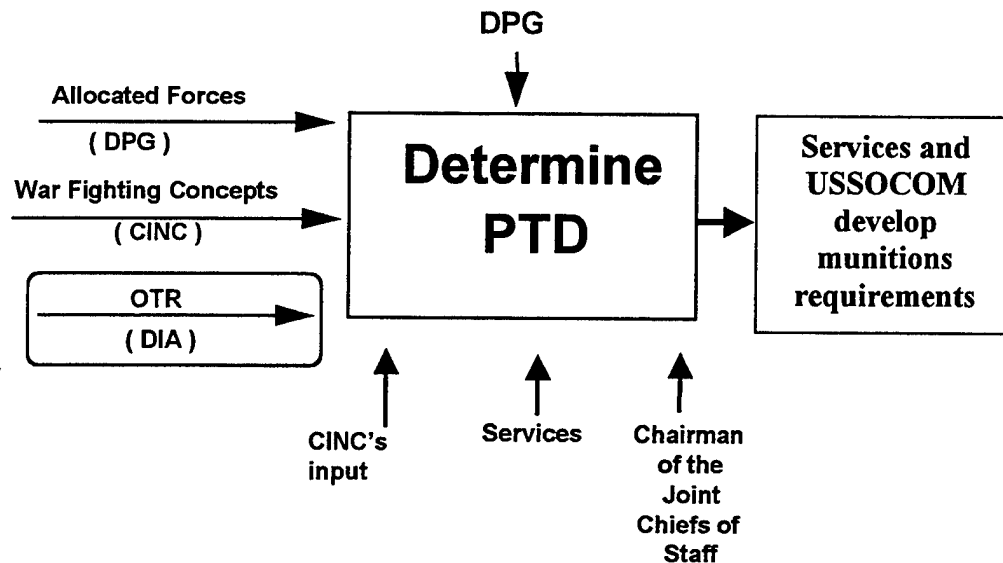 DPG
Allocated Forces
( DPG )
War Fighting Concepts
( CINC )
OTR
( DIA )
Determine
PTD
Services and
USSOCOM
develop
munitions
requirements
CINC's
input
Services
Chairman
of the
Joint
Chiefs of
Staff